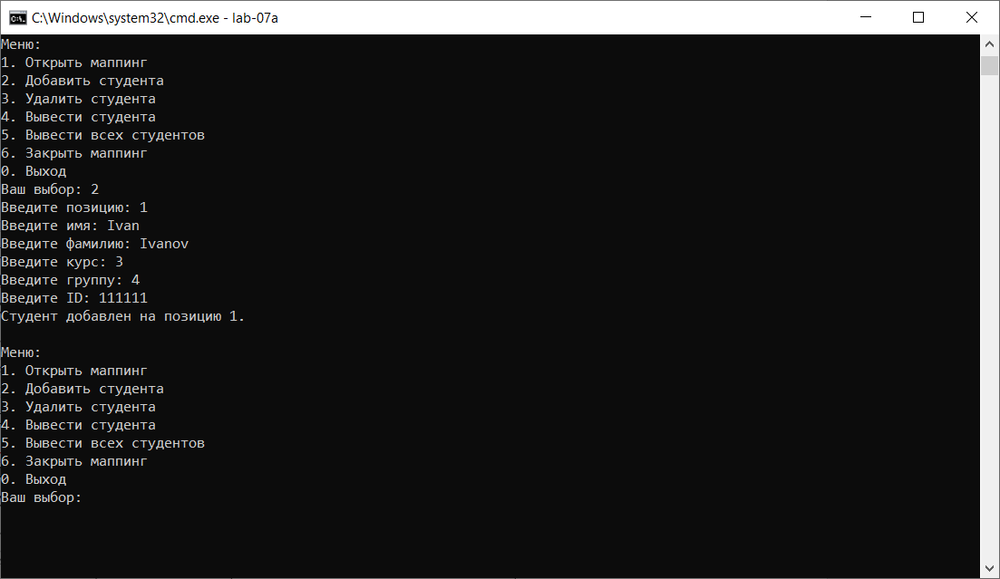 C:\Windows\system32\cmd.exe - lab-07a
Меню:
1. Открыть маппинг
2. Добавить студента
3. Удалить студента
4. Вывести студента
5. Вывести всех студентов
6. Закрыть маппинг
0. Выход
Ваш выбор: 2
Введите позицию: 1
Введите имя: Ivan
Введите фамилию: Ivanov
Введите курс: 3
Введите группу: 4
Введите ID: 111111
Студент добавлен на позицию 1.
Меню:
1. Открыть маппинг
2. Добавить студента
3. Удалить студента
4. Вывести студента
5. Вывести всех студентов
6. Закрыть маппинг
0. Выход
Ваш выбор: